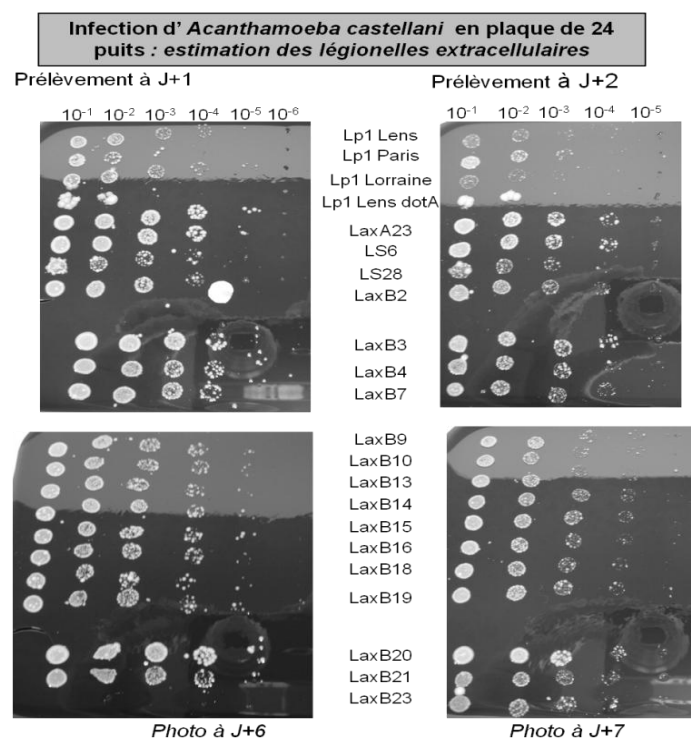 Infection d' Acanthamoeba castellani en plaque de 24
puits : estimation des légionelles extracellulaires
Prélèvement à J+1
Prélèvement à J+2
10-1 10-2 10-3 10-4 10-5 10-6
10-1 10-2 10-3 10-4 10-5
Lp1 Lens
Lp1 Paris
Lp1 Lorraine
Lp1 Lens dotA
LaxA23
LS6
LS28
LaxB2
LaxB3
LaxB4
LaxB7
LaxB9
LaxB10
LaxB13
LaxB14
LaxB15
LaxB16
LaxB18
LaxB19
LaxB20
LaxB21
LaxB23
Photo à J+6
Photo à J+7